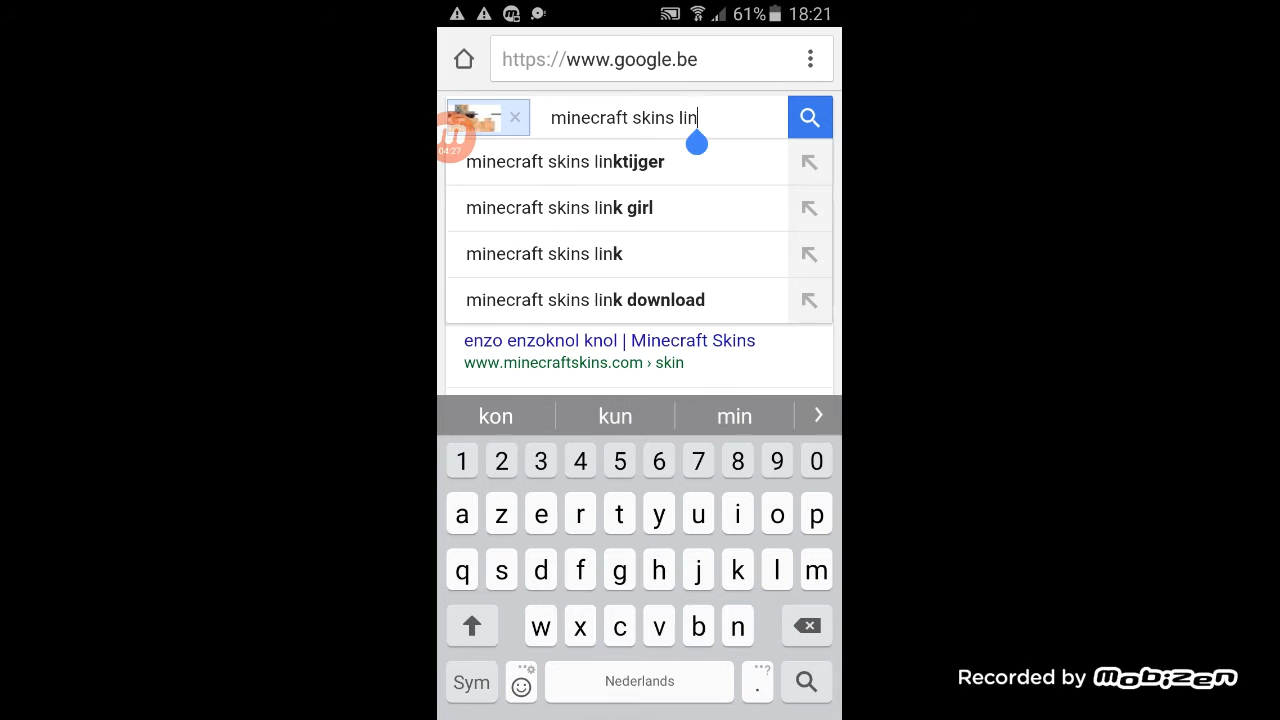 61% 18:21
https://www.google.be
× minecraft skins lin
04:27
minecraft skins linktijger
minecraft skins link girl
minecraft skins link
minecraft skins link download
enzo enzoknol knol | Minecraft Skins
www.minecraftskins.com › skin
kon kun min >
1 2 3 4 5 6 7 8 9 0
a z e r t y u i o p
q s d f g h j k l m
w x c v b n
Sym Nederlands . ...?
Recorded by mobizen